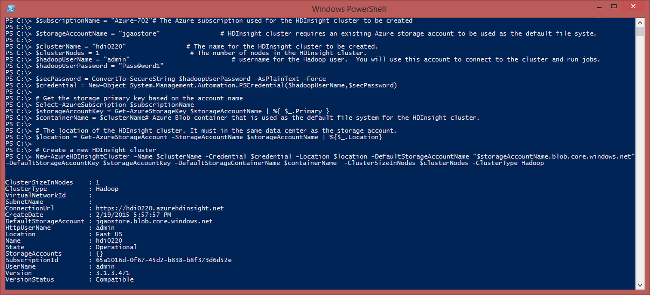 Windows PowerShell
PS C:\> $subscriptionName = "Azure-702"# The Azure subscription used for the HDInsight cluster to be created
PS C:\>
PS C:\> $storageAccountName = "jgaostore" # HDInsight cluster requires an existing Azure storage account to be used as the default file syste.
PS C:\>
PS C:\> $clusterName = "hdi0220" # The name for the HDInsight cluster to be created.
PS C:\> $clusterNodes = 1 # The number of nodes in the HDInsight cluster.
PS C:\> $hadoopUserName = "admin" # username for the Hadoop user. You will use this account to connect to the cluster and run jobs.
PS C:\> $hadoopUserPassword = "Password1"
PS C:\>
PS C:\> $secPassword = ConvertTo-SecureString $hadoopUserPassword -AsPlainText -Force
PS C:\> $credential = New-Object System.Management.Automation.PSCredential($hadoopUserName,$secPassword)
PS C:\>
PS C:\> # Get the storage primary key based on the account name
PS C:\> Select-AzureSubscription $subscriptionName
PS C:\> $storageAccountKey = Get-AzureStorageKey $storageAccountName | %{ $_.Primary }
PS C:\> $containerName = $clusterName# Azure Blob container that is used as the default file system for the HDInsight cluster.
PS C:\>
PS C:\> # The location of the HDInsight cluster. It must in the same data center as the storage account.
PS C:\> $location = Get-AzureStorageAccount -StorageAccountName $storageAccountName | %{$_.Location}
PS C:\>
PS C:\> # Create a new HDInsight cluster
PS C:\> New-AzureHDInsightCluster -Name $clusterName -Credential $credential -Location $location -DefaultStorageAccountName "$storageAccountName.blob.core.windows.net"
-DefaultStorageAccountKey $storageAccountKey -DefaultStorageContainerName $containerName -ClusterSizeInNodes $clusterNodes -ClusterType Hadoop
ClusterSizeInNodes : 1
ClusterType : Hadoop
VirtualNetworkId :
SubnetName :
ConnectionUrl : https://hdi0220.azurehdinsight.net
CreateDate : 2/19/2015 5:57:57 PM
DefaultStorageAccount : jgaostore.blob.core.windows.net
HttpUserName : admin
Location : East US
Name : hdi0220
State : Operational
StorageAccounts : {}
SubscriptionId :
UserName : admin
Version : 3.1.3.471
VersionStatus : Compatible